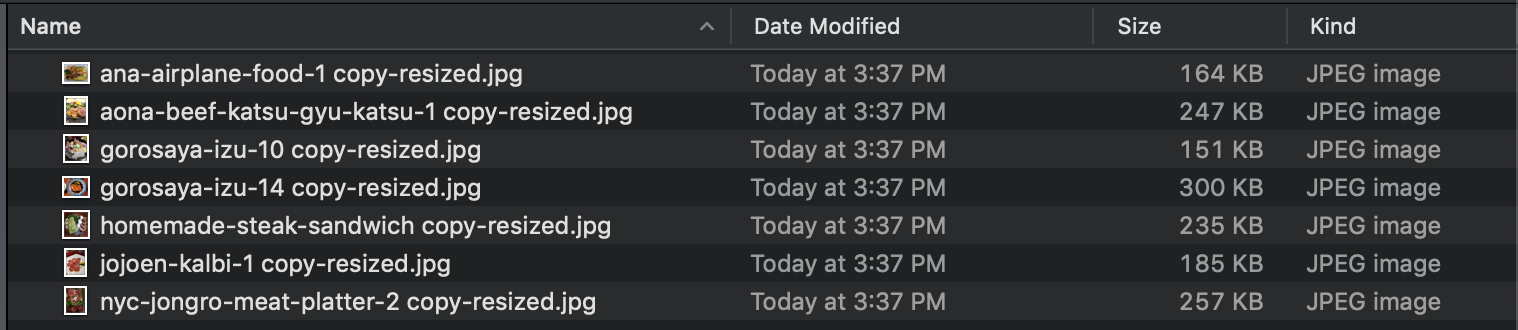 Name Date Modified Size Kind
ana-airplane-food-1 copy-resized.jpg Today at 3:37 PM 164 KB JPEG image
aona-beef-katsu-gyu-katsu-1 copy-resized.jpg Today at 3:37 PM 247 KB JPEG image
gorosaya-izu-10 copy-resized.jpg Today at 3:37 PM 151 KB JPEG image
gorosaya-izu-14 copy-resized.jpg Today at 3:37 PM 300 KB JPEG image
homemade-steak-sandwich copy-resized.jpg Today at 3:37 PM 235 KB JPEG image
jojoen-kalbi-1 copy-resized.jpg Today at 3:37 PM 185 KB JPEG image
nyc-jongro-meat-platter-2 copy-resized.jpg Today at 3:37 PM 257 KB JPEG image